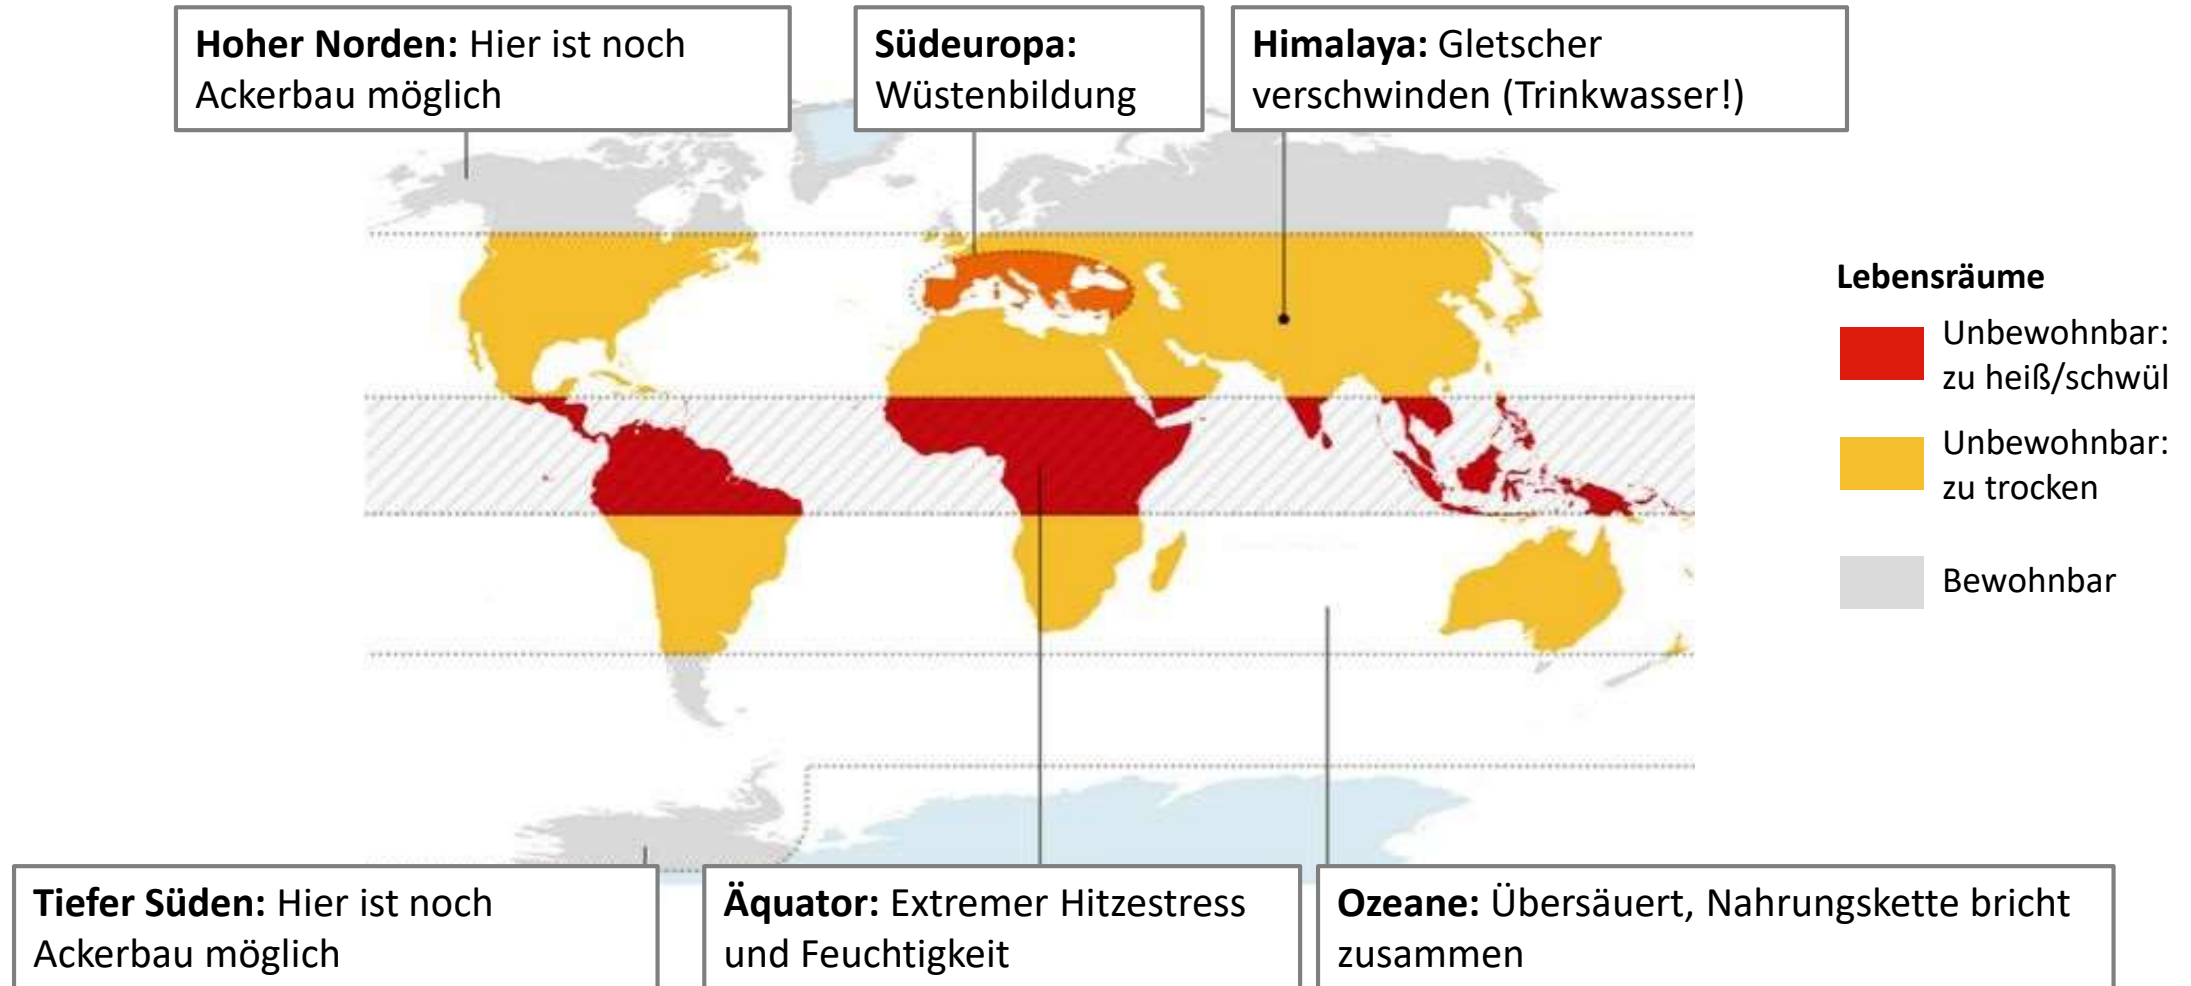 Hoher Norden: Hier ist noch
Ackerbau möglich
Südeuropa:
Wüstenbildung
Himalaya: Gletscher
verschwinden (Trinkwasser!)
Lebensräume
Unbewohnbar:
zu heiß/schwül
Unbewohnbar:
zu trocken
Bewohnbar
Tiefer Süden: Hier ist noch
Ackerbau möglich
Äquator: Extremer Hitzestress
und Feuchtigkeit
Ozeane: Übersäuert, Nahrungskette bricht
zusammen